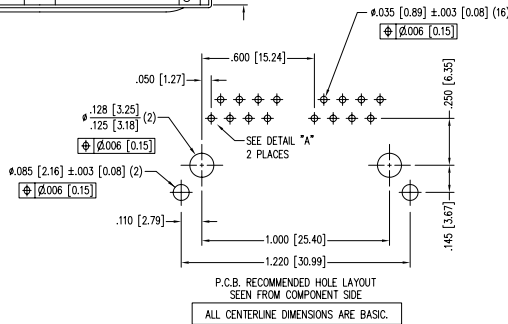 ⌀.035 [0.89] ±.003 [0.08] (16)
⌖ ⌀.006 [0.15]
.600 [15.24]
.050 [1.27]
.250 [6.35]
⌀ .128 [3.25]
.125 [3.18] (2)
⌖ ⌀.006 [0.15]
SEE DETAIL "A"
2 PLACES
⌀.085 [2.16] ±.003 [0.08] (2)
⌖ ⌀.006 [0.15]
.110 [2.79]
.145 [3.67]
1.000 [25.40]
1.220 [30.99]
P.C.B. RECOMMENDED HOLE LAYOUT
SEEN FROM COMPONENT SIDE
ALL CENTERLINE DIMENSIONS ARE BASIC.